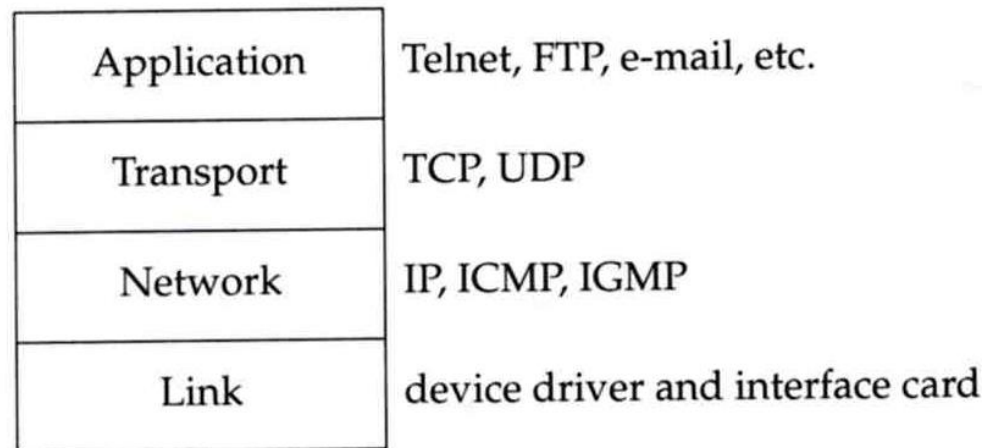 Application Telnet, FTP, e-mail, etc.
Transport TCP, UDP
Network IP, ICMP, IGMP
Link device driver and interface card